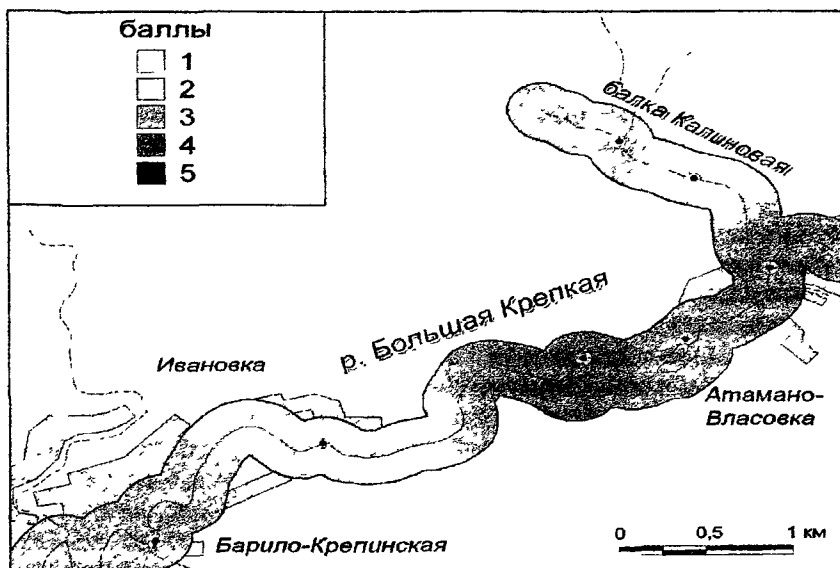 баллы
1
2
3
4
5
балка Калиновая
р. Большая Крепкая
Ивановка
Атамано-
Власовка
Барило-Крепинская
0 0,5 1 км